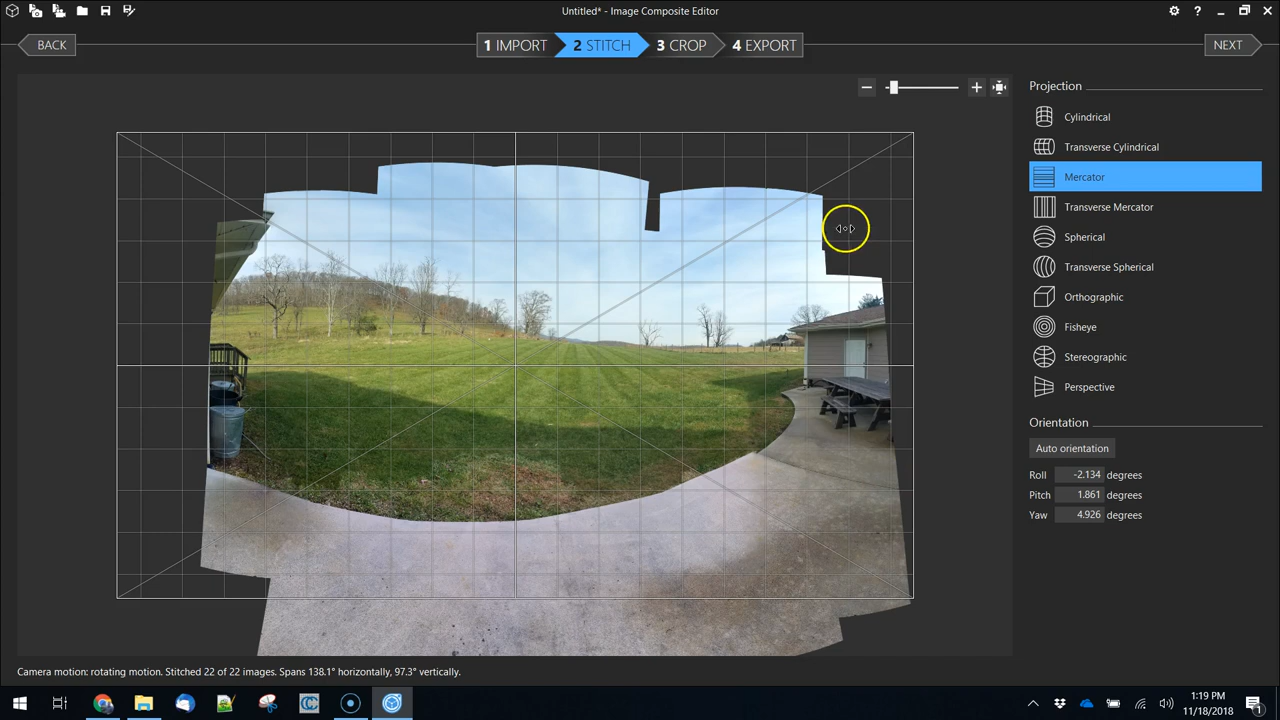 Untitled* - Image Composite Editor
BACK
1 IMPORT
2 STITCH
3 CROP
4 EXPORT
NEXT
Projection
Cylindrical
Transverse Cylindrical
Mercator
Transverse Mercator
Spherical
Transverse Spherical
Orthographic
Fisheye
Stereographic
Perspective
Orientation
Auto orientation
Roll -2.134 degrees
Pitch 1.861 degrees
Yaw 4.926 degrees
Camera motion: rotating motion. Stitched 22 of 22 images. Spans 138.1° horizontally, 97.3° vertically.
1:19 PM
11/18/2018
1